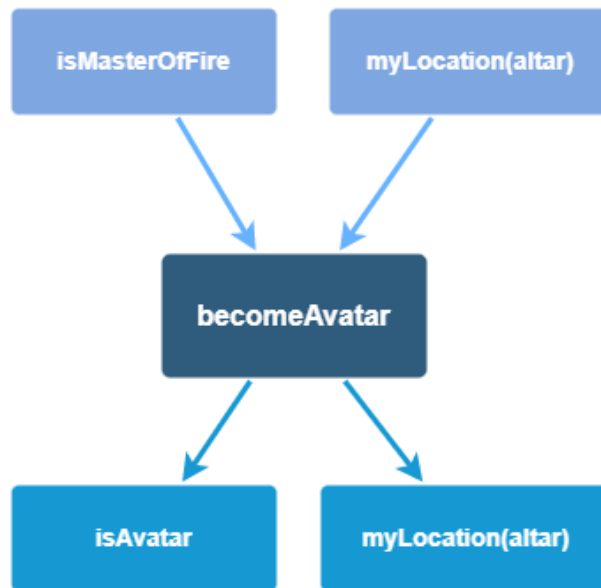 isMasterOfFire
myLocation(altar)
becomeAvatar
isAvatar
myLocation(altar)